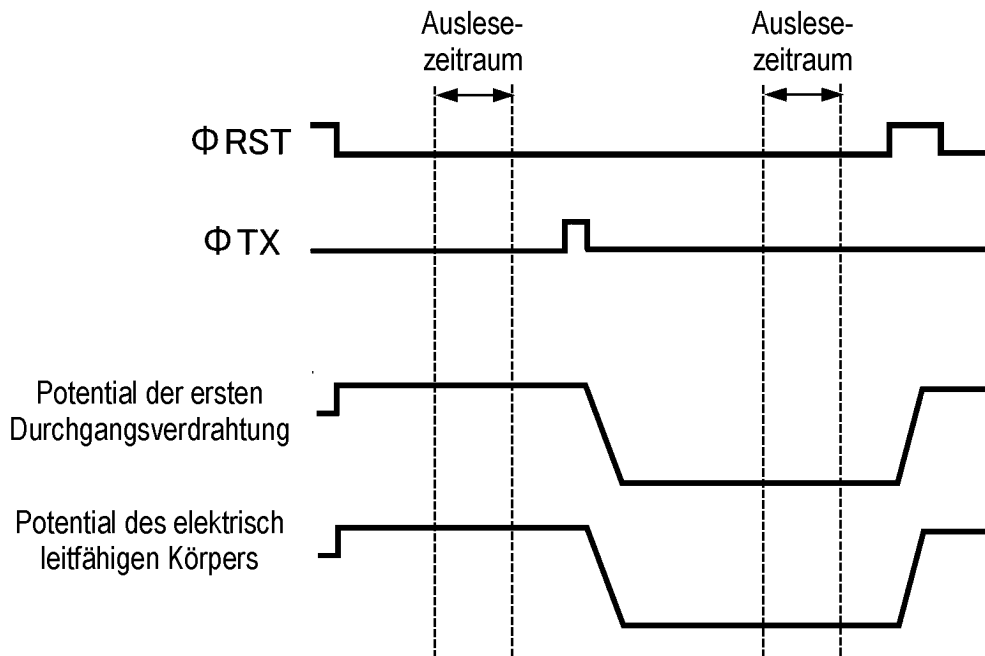 Auslese-
zeitraum
Auslese-
zeitraum
ΦRST
ΦTX
Potential der ersten
Durchgangsverdrahtung
Potential des elektrisch
leitfähigen Körpers